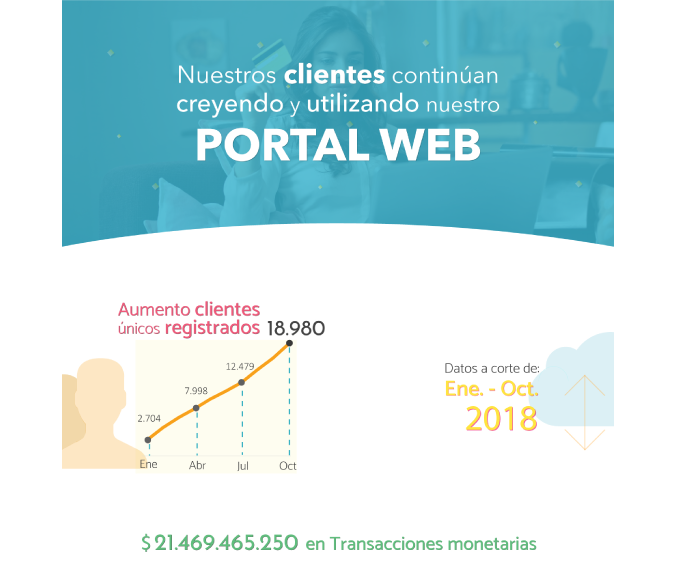 Nuestros clientes continúan
creyendo y utilizando nuestro
PORTAL WEB
Aumento clientes
únicos registrados 18.980
12.479
7.998
2.704
Ene Abr Jul Oct
Datos a corte de:
Ene. - Oct.
2018
$ 21.469.465.250 en Transacciones monetarias